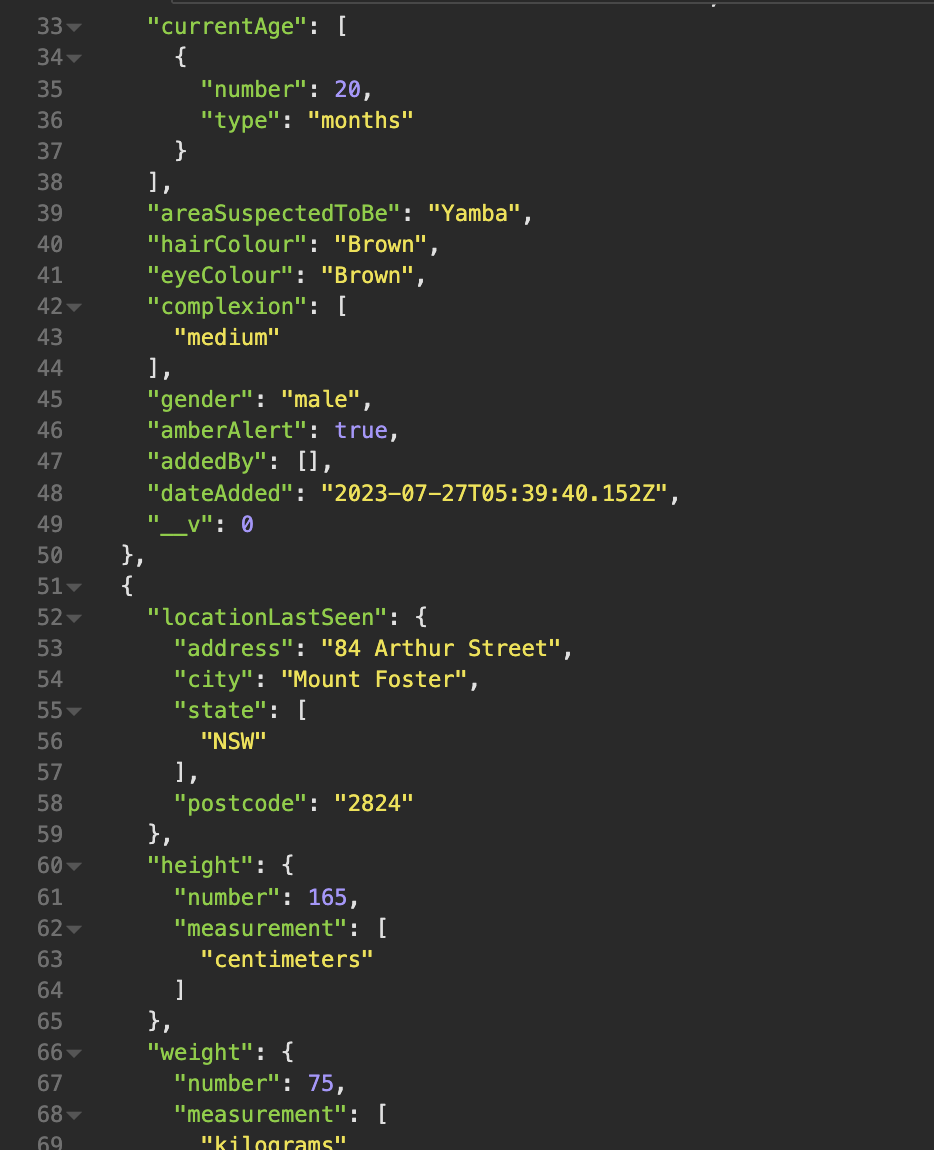 33 "currentAge": [
34 {
35 "number": 20,
36 "type": "months"
37 }
38 ],
39 "areaSuspectedToBe": "Yamba",
40 "hairColour": "Brown",
41 "eyeColour": "Brown",
42 "complexion": [
43 "medium"
44 ],
45 "gender": "male",
46 "amberAlert": true,
47 "addedBy": [],
48 "dateAdded": "2023-07-27T05:39:40.152Z",
49 "__v": 0
50 },
51 {
52 "locationLastSeen": {
53 "address": "84 Arthur Street",
54 "city": "Mount Foster",
55 "state": [
56 "NSW"
57 ],
58 "postcode": "2824"
59 },
60 "height": {
61 "number": 165,
62 "measurement": [
63 "centimeters"
64 ]
65 },
66 "weight": {
67 "number": 75,
68 "measurement": [
69 "kilograms"